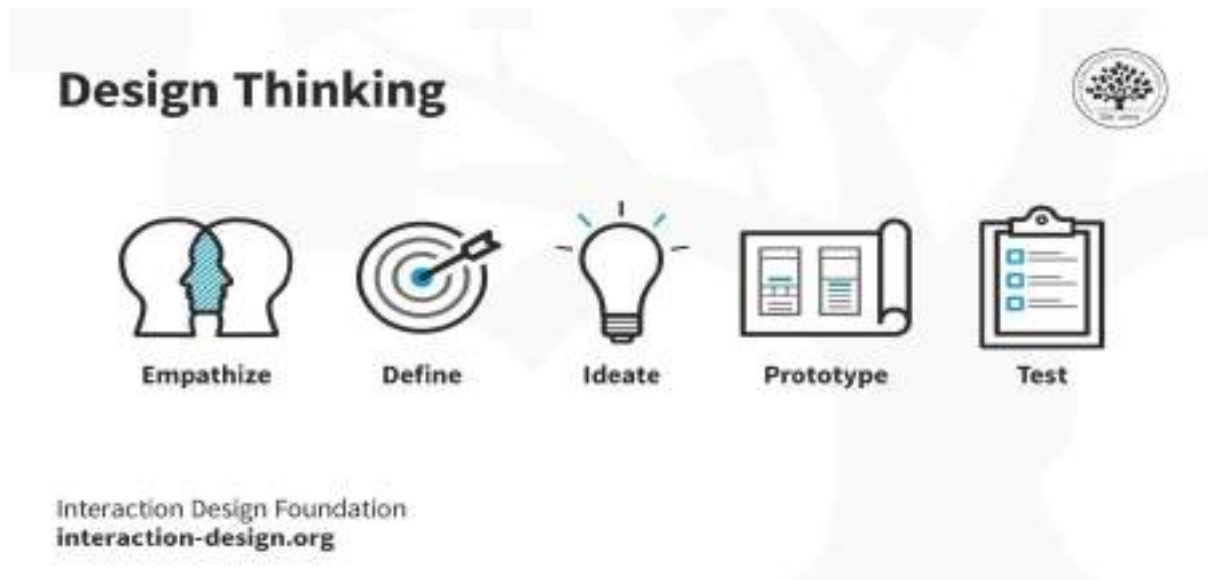 Design Thinking
Empathize
Define
Ideate
Prototype
Test
Interaction Design Foundation
interaction-design.org